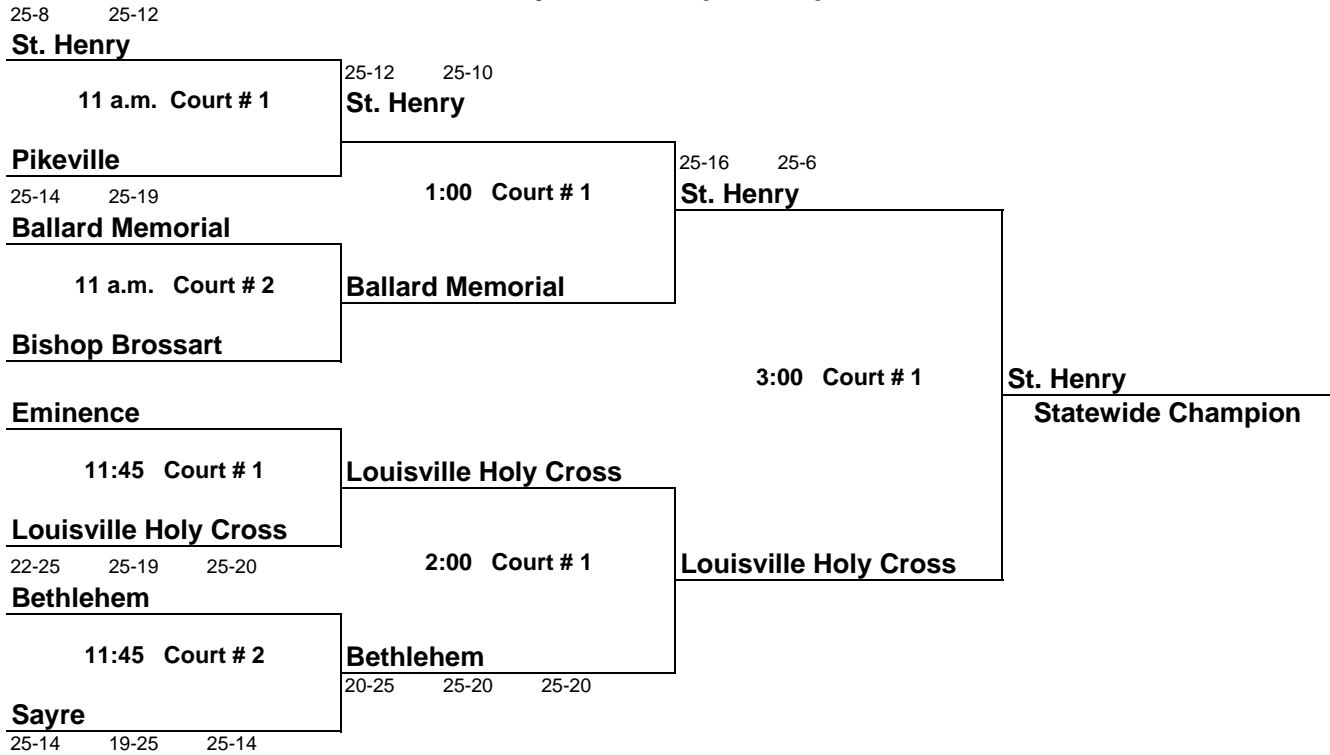 25-8 25-12
St. Henry
11 a.m. Court # 1
Pikeville
25-14 25-19
Ballard Memorial
11 a.m. Court # 2
Bishop Brossart
Eminence
11:45 Court # 1
Louisville Holy Cross
22-25 25-19 25-20
Bethlehem
11:45 Court # 2
Sayre
25-14 19-25 25-14
25-12 25-10
St. Henry
1:00 Court # 1
Ballard Memorial
Louisville Holy Cross
2:00 Court # 1
Bethlehem
20-25 25-20 25-20
25-16 25-6
St. Henry
3:00 Court # 1
Louisville Holy Cross
St. Henry
Statewide Champion